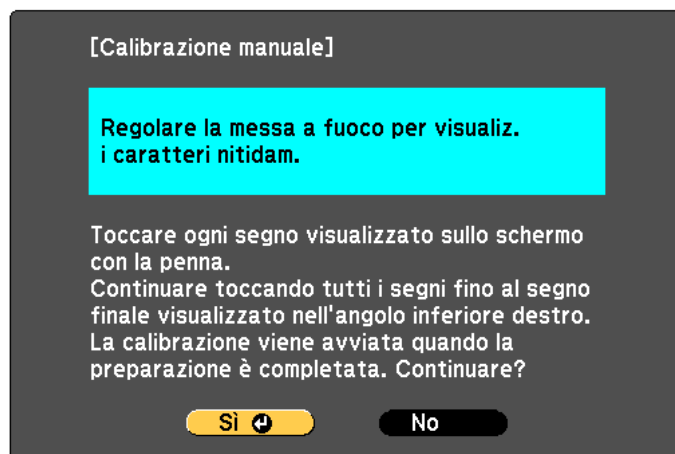 [Calibrazione manuale]
Regolare la messa a fuoco per visualiz.
i caratteri nitidam.
Toccare ogni segno visualizzato sullo schermo
con la penna.
Continuare toccando tutti i segni fino al segno
finale visualizzato nell'angolo inferiore destro.
La calibrazione viene avviata quando la
preparazione è completata. Continuare?
Sì No